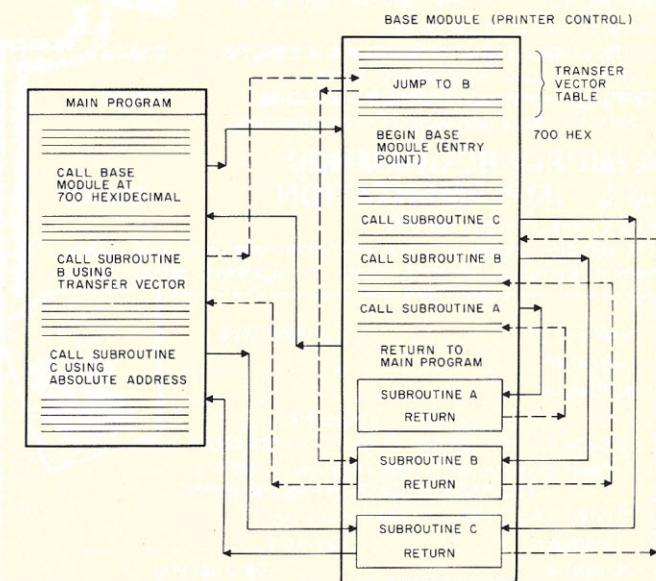 BASE MODULE (PRINTER CONTROL)
MAIN PROGRAM
CALL BASE
MODULE AT
700 HEXIDECIMAL
CALL SUBROUTINE
B USING
TRANSFER VECTOR
CALL SUBROUTINE
C USING
ABSOLUTE ADDRESS
JUMP TO B
TRANSFER
VECTOR
TABLE
BEGIN BASE
MODULE (ENTRY
POINT)
700 HEX
CALL SUBROUTINE C
CALL SUBROUTINE B
CALL SUBROUTINE A
RETURN TO
MAIN PROGRAM
SUBROUTINE A
RETURN
SUBROUTINE B
RETURN
SUBROUTINE C
RETURN